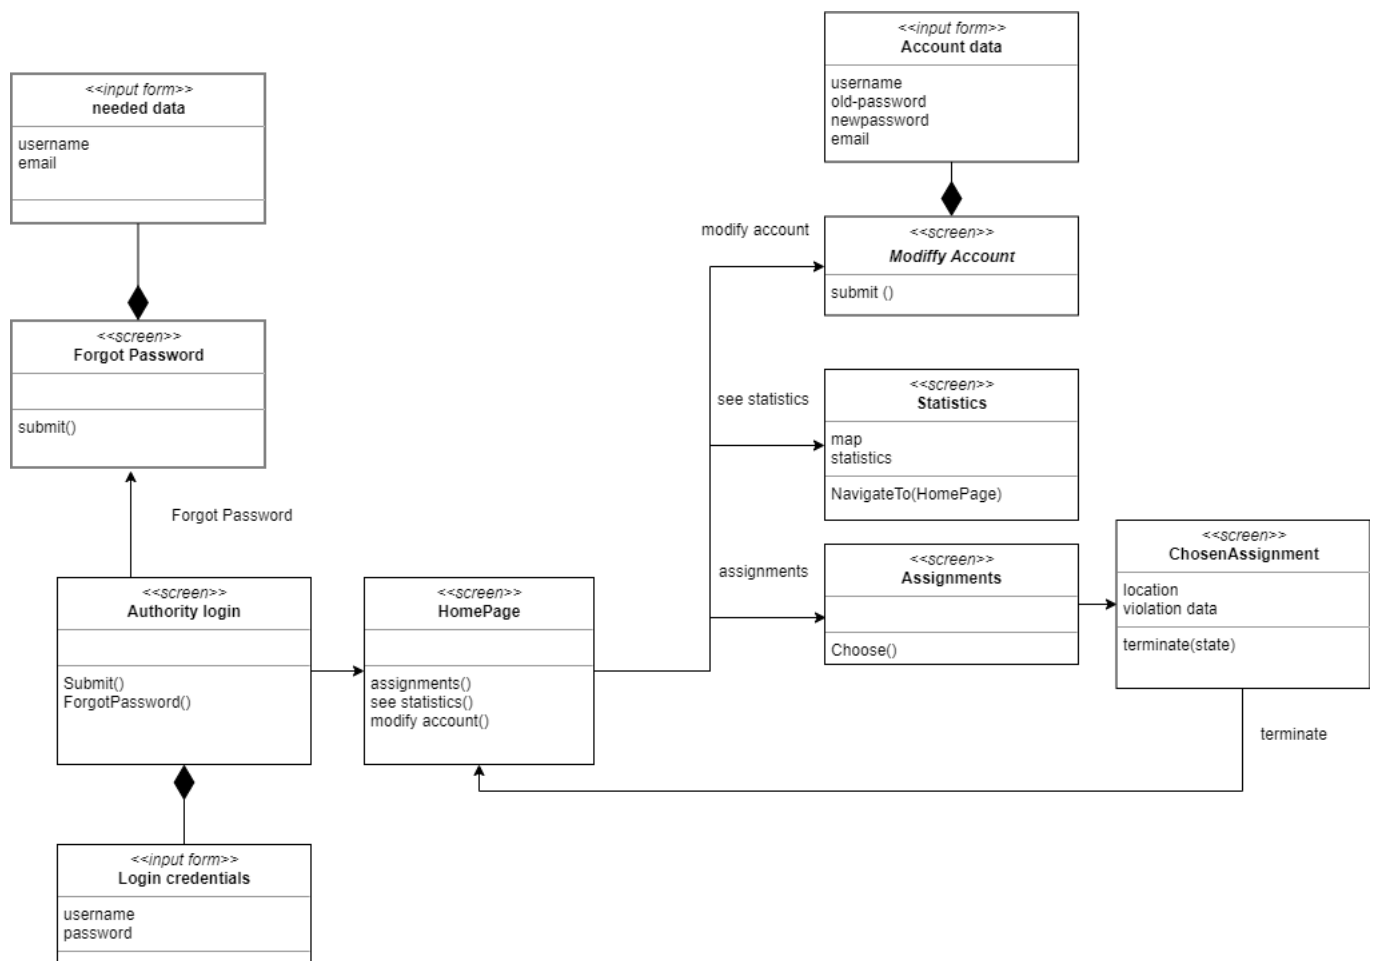 <<input form>>
Account data
username
old-password
newpassword
email
<<input form>>
needed data
username
email
modify account
<<screen>>
Modiffy Account
submit ()
<<screen>>
Forgot Password
submit()
see statistics
<<screen>>
Statistics
map
statistics
NavigateTo(HomePage)
Forgot Password
assignments
<<screen>>
Assignments
Choose()
<<screen>>
ChosenAssignment
location
violation data
terminate(state)
<<screen>>
Authority login
Submit()
ForgotPassword()
<<screen>>
HomePage
assignments()
see statistics()
modify account()
terminate
<<input form>>
Login credentials
username
password